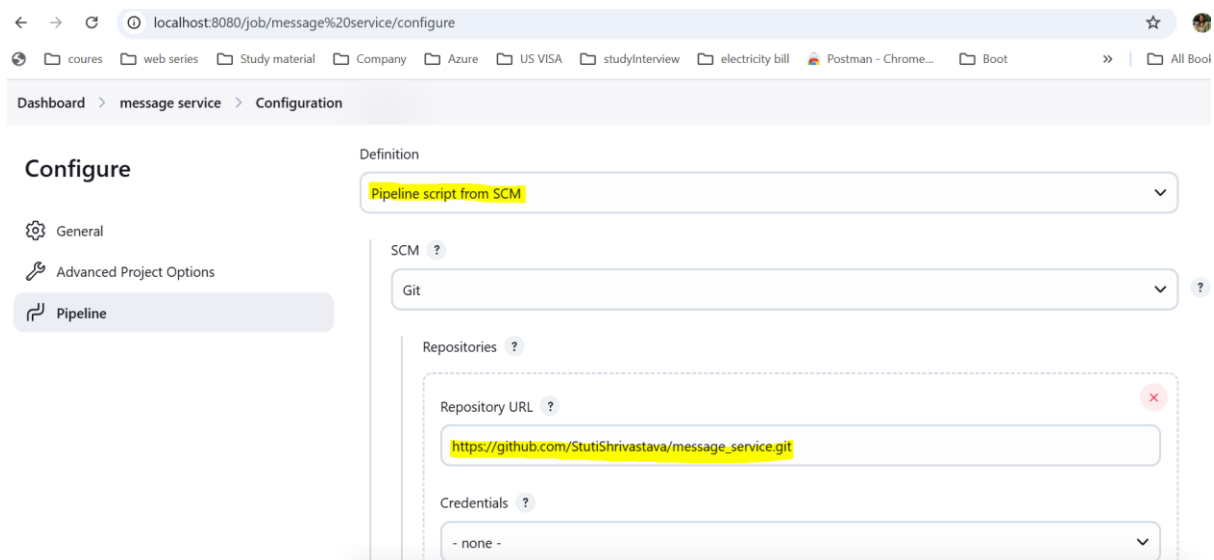 localhost:8080/job/message%20service/configure
coures web series Study material Company Azure US VISA studyInterview electricity bill Postman - Chrome... Boot » All Book
Dashboard > message service > Configuration
Configure
General
Advanced Project Options
Pipeline
Definition
Pipeline script from SCM
SCM ?
Git
?
Repositories ?
Repository URL ?
https://github.com/StutiShrivastava/message_service.git
Credentials ?
- none -